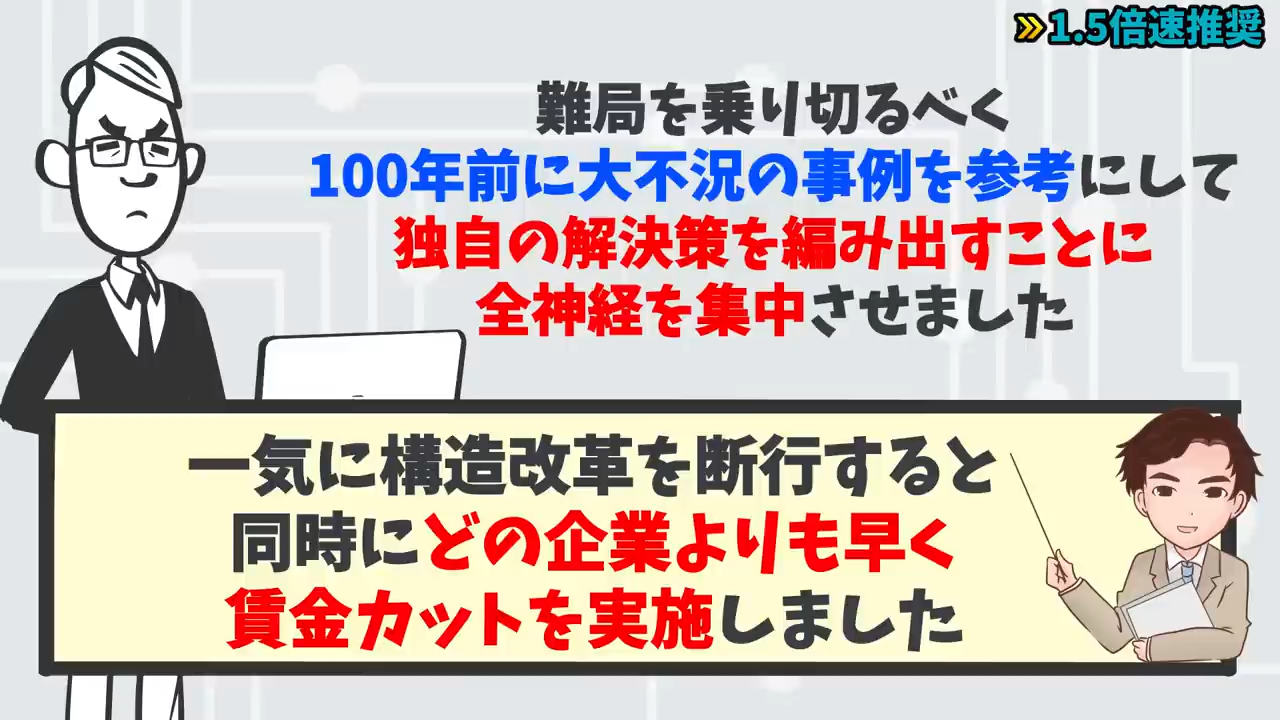 »1.5倍速推奨
難局を乗り切るべく
100年前に大不況の事例を参考にして
独自の解決策を編み出すことに
全神経を集中させました
一気に構造改革を断行すると
同時にどの企業よりも早く
賃金カットを実施しました